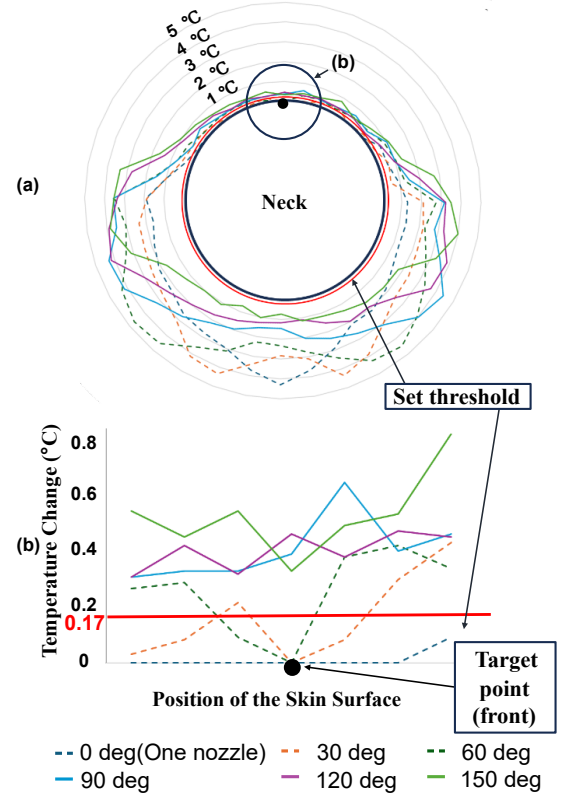 5 °C
4 °C
3 °C
2 °C
1 °C
(b)
(a)
Neck
Set threshold
Temperature Change (°C)
0.8
0.6
(b)
0.4
0.2
0.17
0
Position of the Skin Surface
Target
point
(front)
0 deg(One nozzle)
30 deg
60 deg
90 deg
120 deg
150 deg